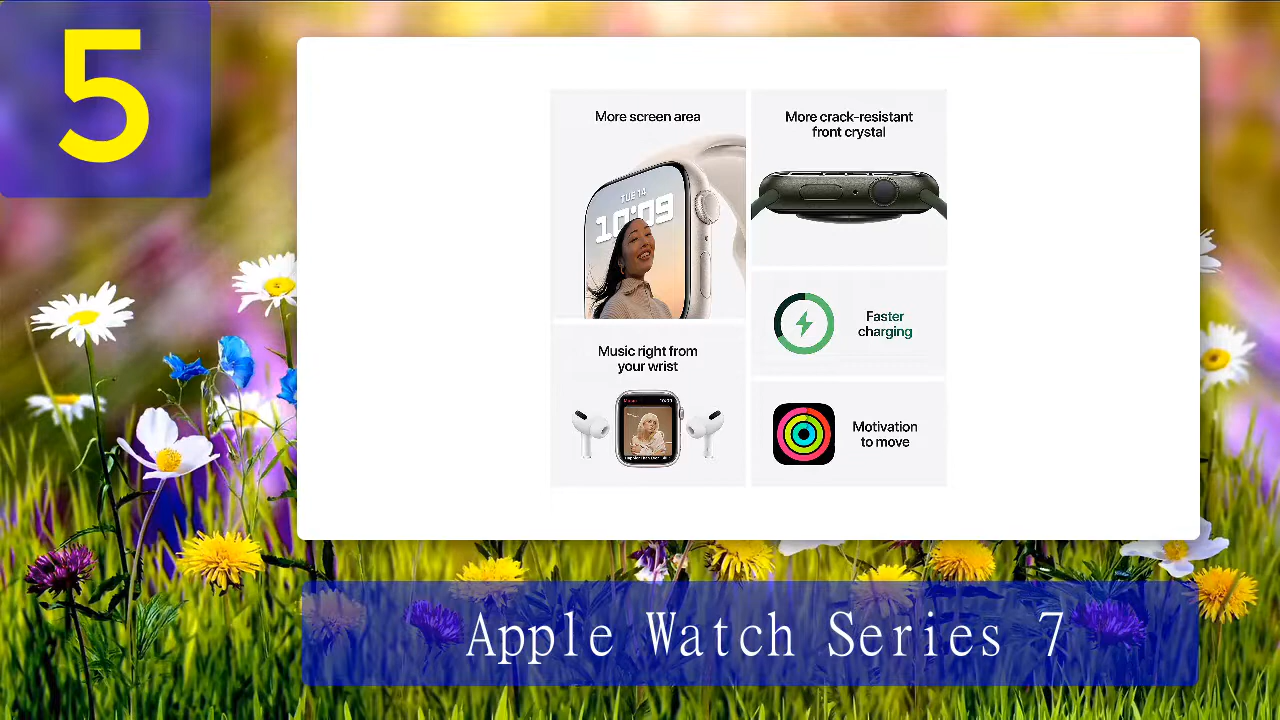 5
More screen area
TUE 14
10:09
More crack-resistant
front crystal
Faster
charging
Music right from
your wrist
Motivation
to move
Apple Watch Series 7